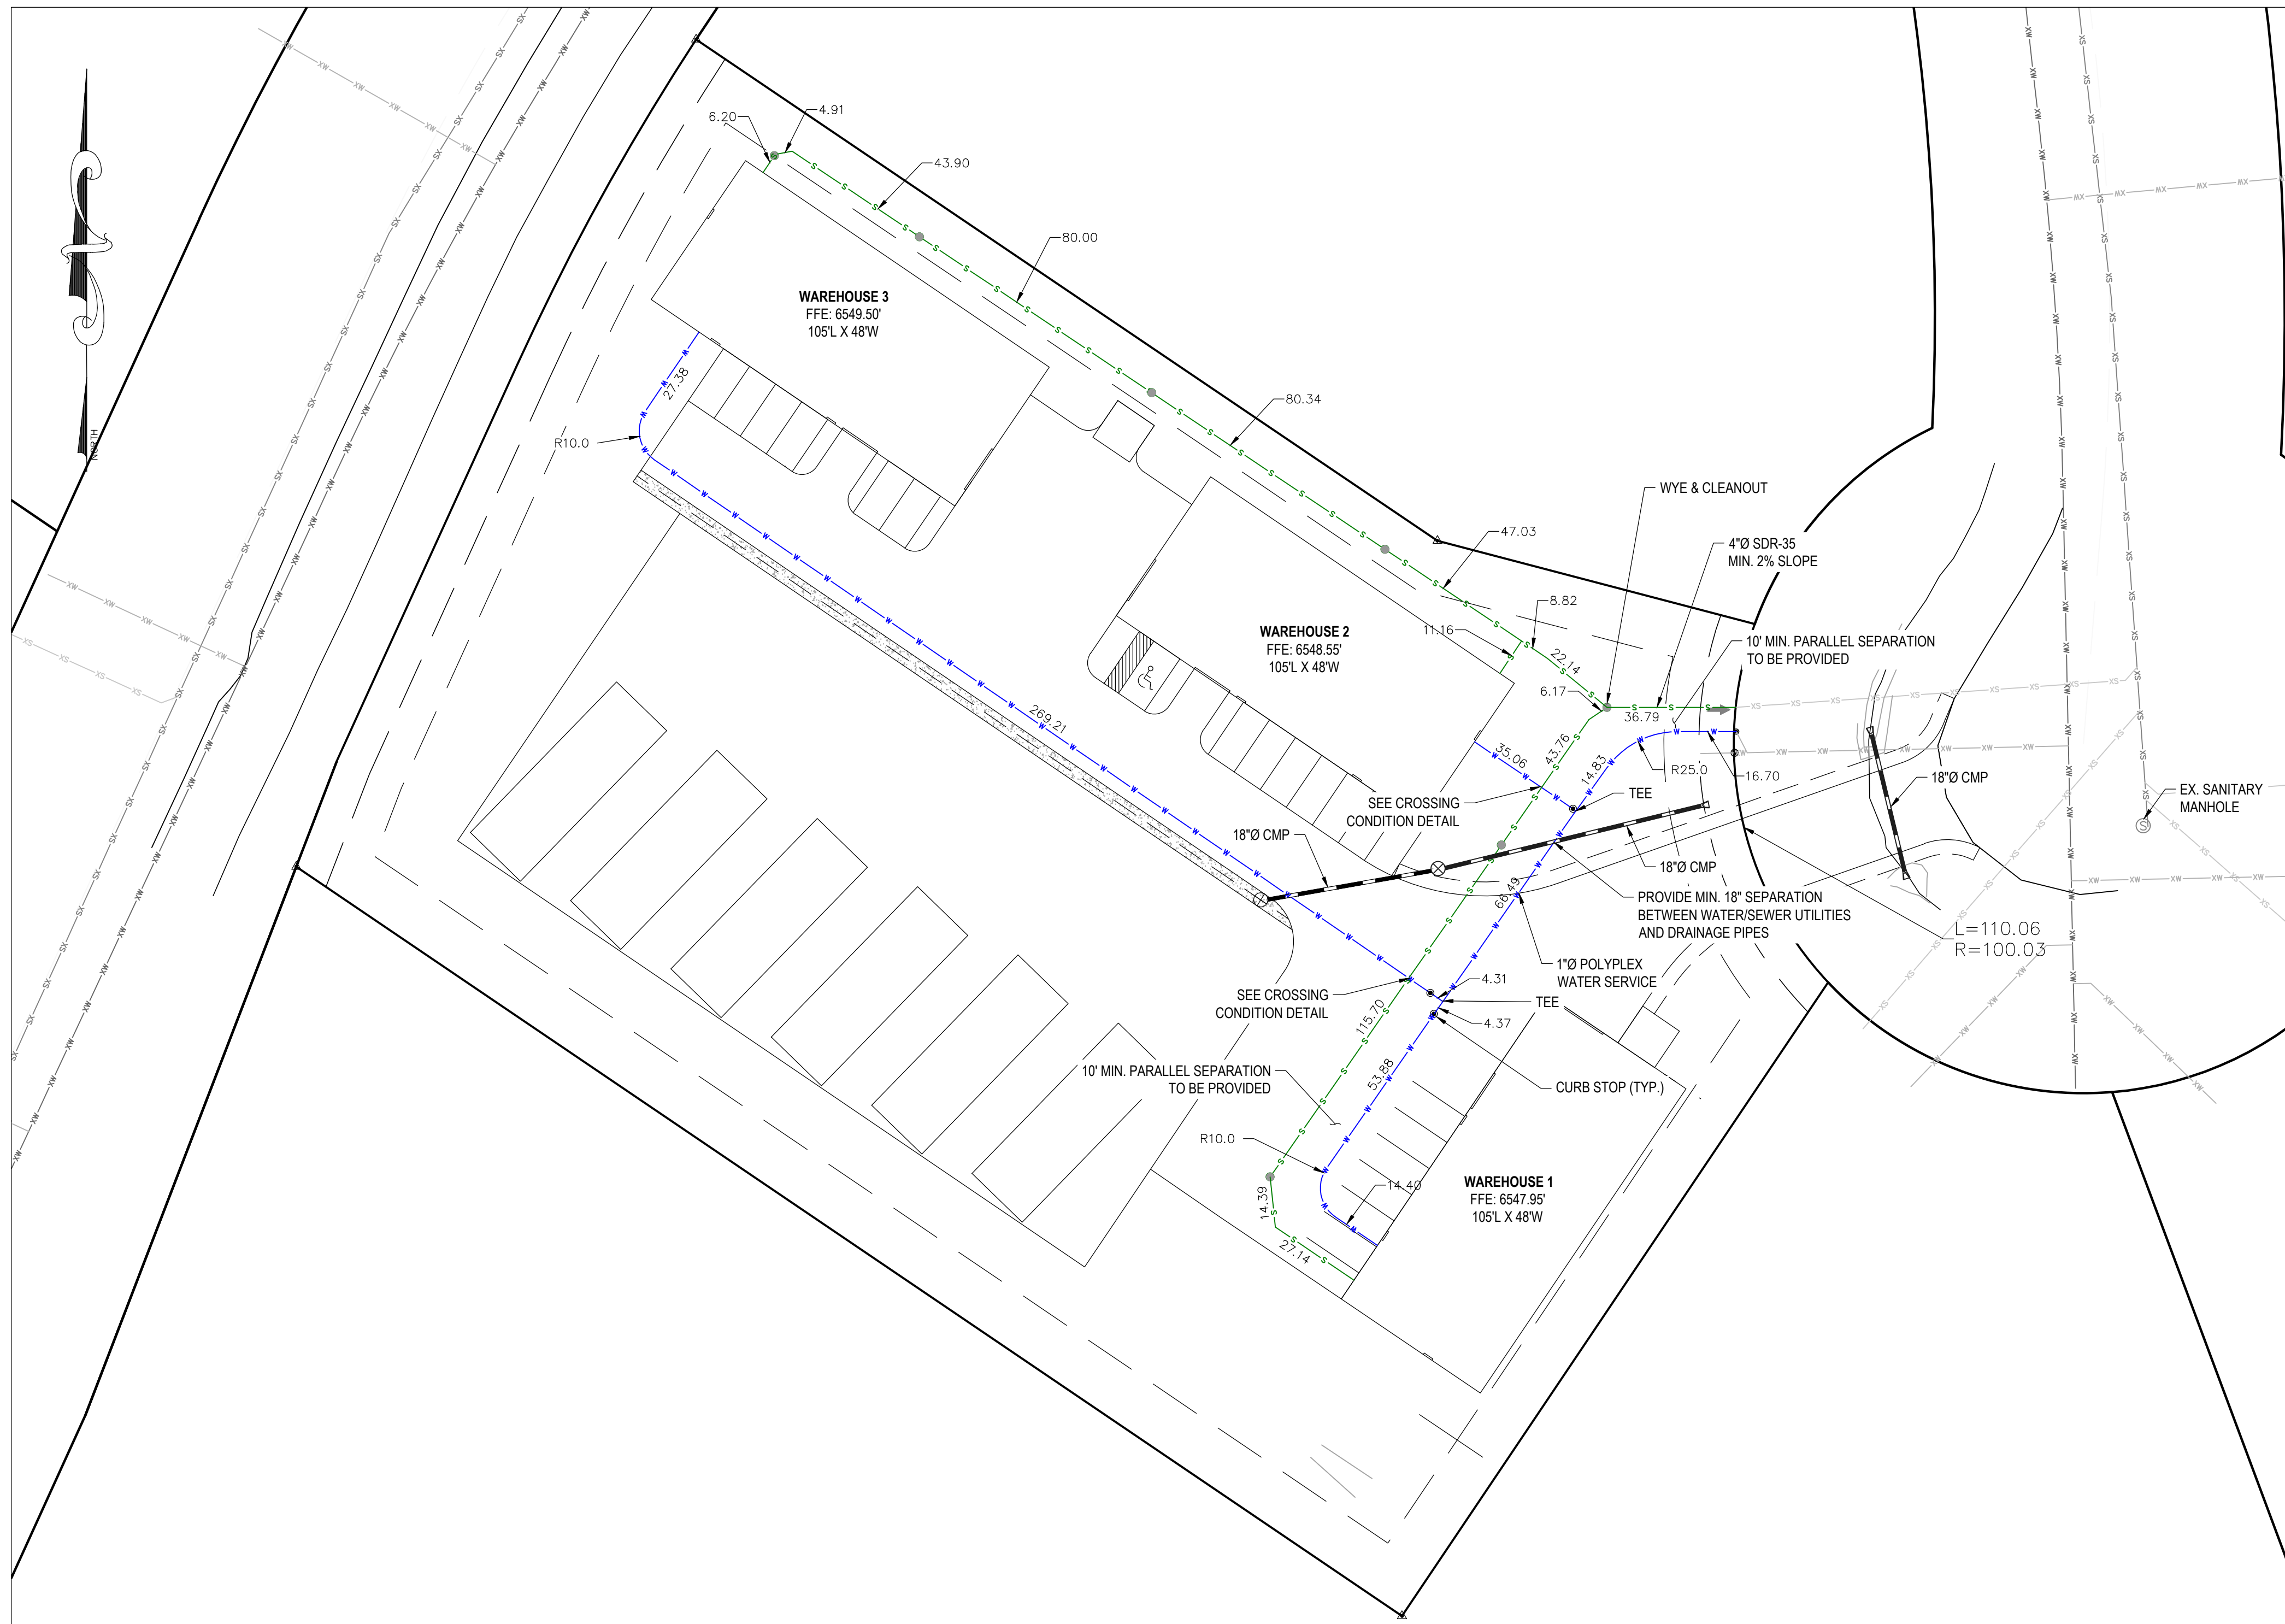 NORTH
6.20
4.91
43.90
80.00
WAREHOUSE 3
FFE: 6549.50'
105'L X 48'W
27.38
R10.0
80.34
WYE & CLEANOUT
47.03
4"Ø SDR-35
MIN. 2% SLOPE
8.82
11.16
WAREHOUSE 2
FFE: 6548.55'
105'L X 48'W
22.14
10' MIN. PARALLEL SEPARATION
TO BE PROVIDED
6.17
36.79
269.21
35.06
43.76
14.83
R25.0
16.70
TEE
SEE CROSSING
CONDITION DETAIL
18"Ø CMP
EX. SANITARY
MANHOLE
S
18"Ø CMP
18"Ø CMP
66.49
PROVIDE MIN. 18" SEPARATION
BETWEEN WATER/SEWER UTILITIES
AND DRAINAGE PIPES
L=110.06
R=100.03
1"Ø POLYPLEX
WATER SERVICE
4.31
SEE CROSSING
CONDITION DETAIL
TEE
4.37
115.70
10' MIN. PARALLEL SEPARATION
TO BE PROVIDED
53.88
CURB STOP (TYP.)
R10.0
14.40
14.39
WAREHOUSE 1
FFE: 6547.95'
105'L X 48'W
27.14